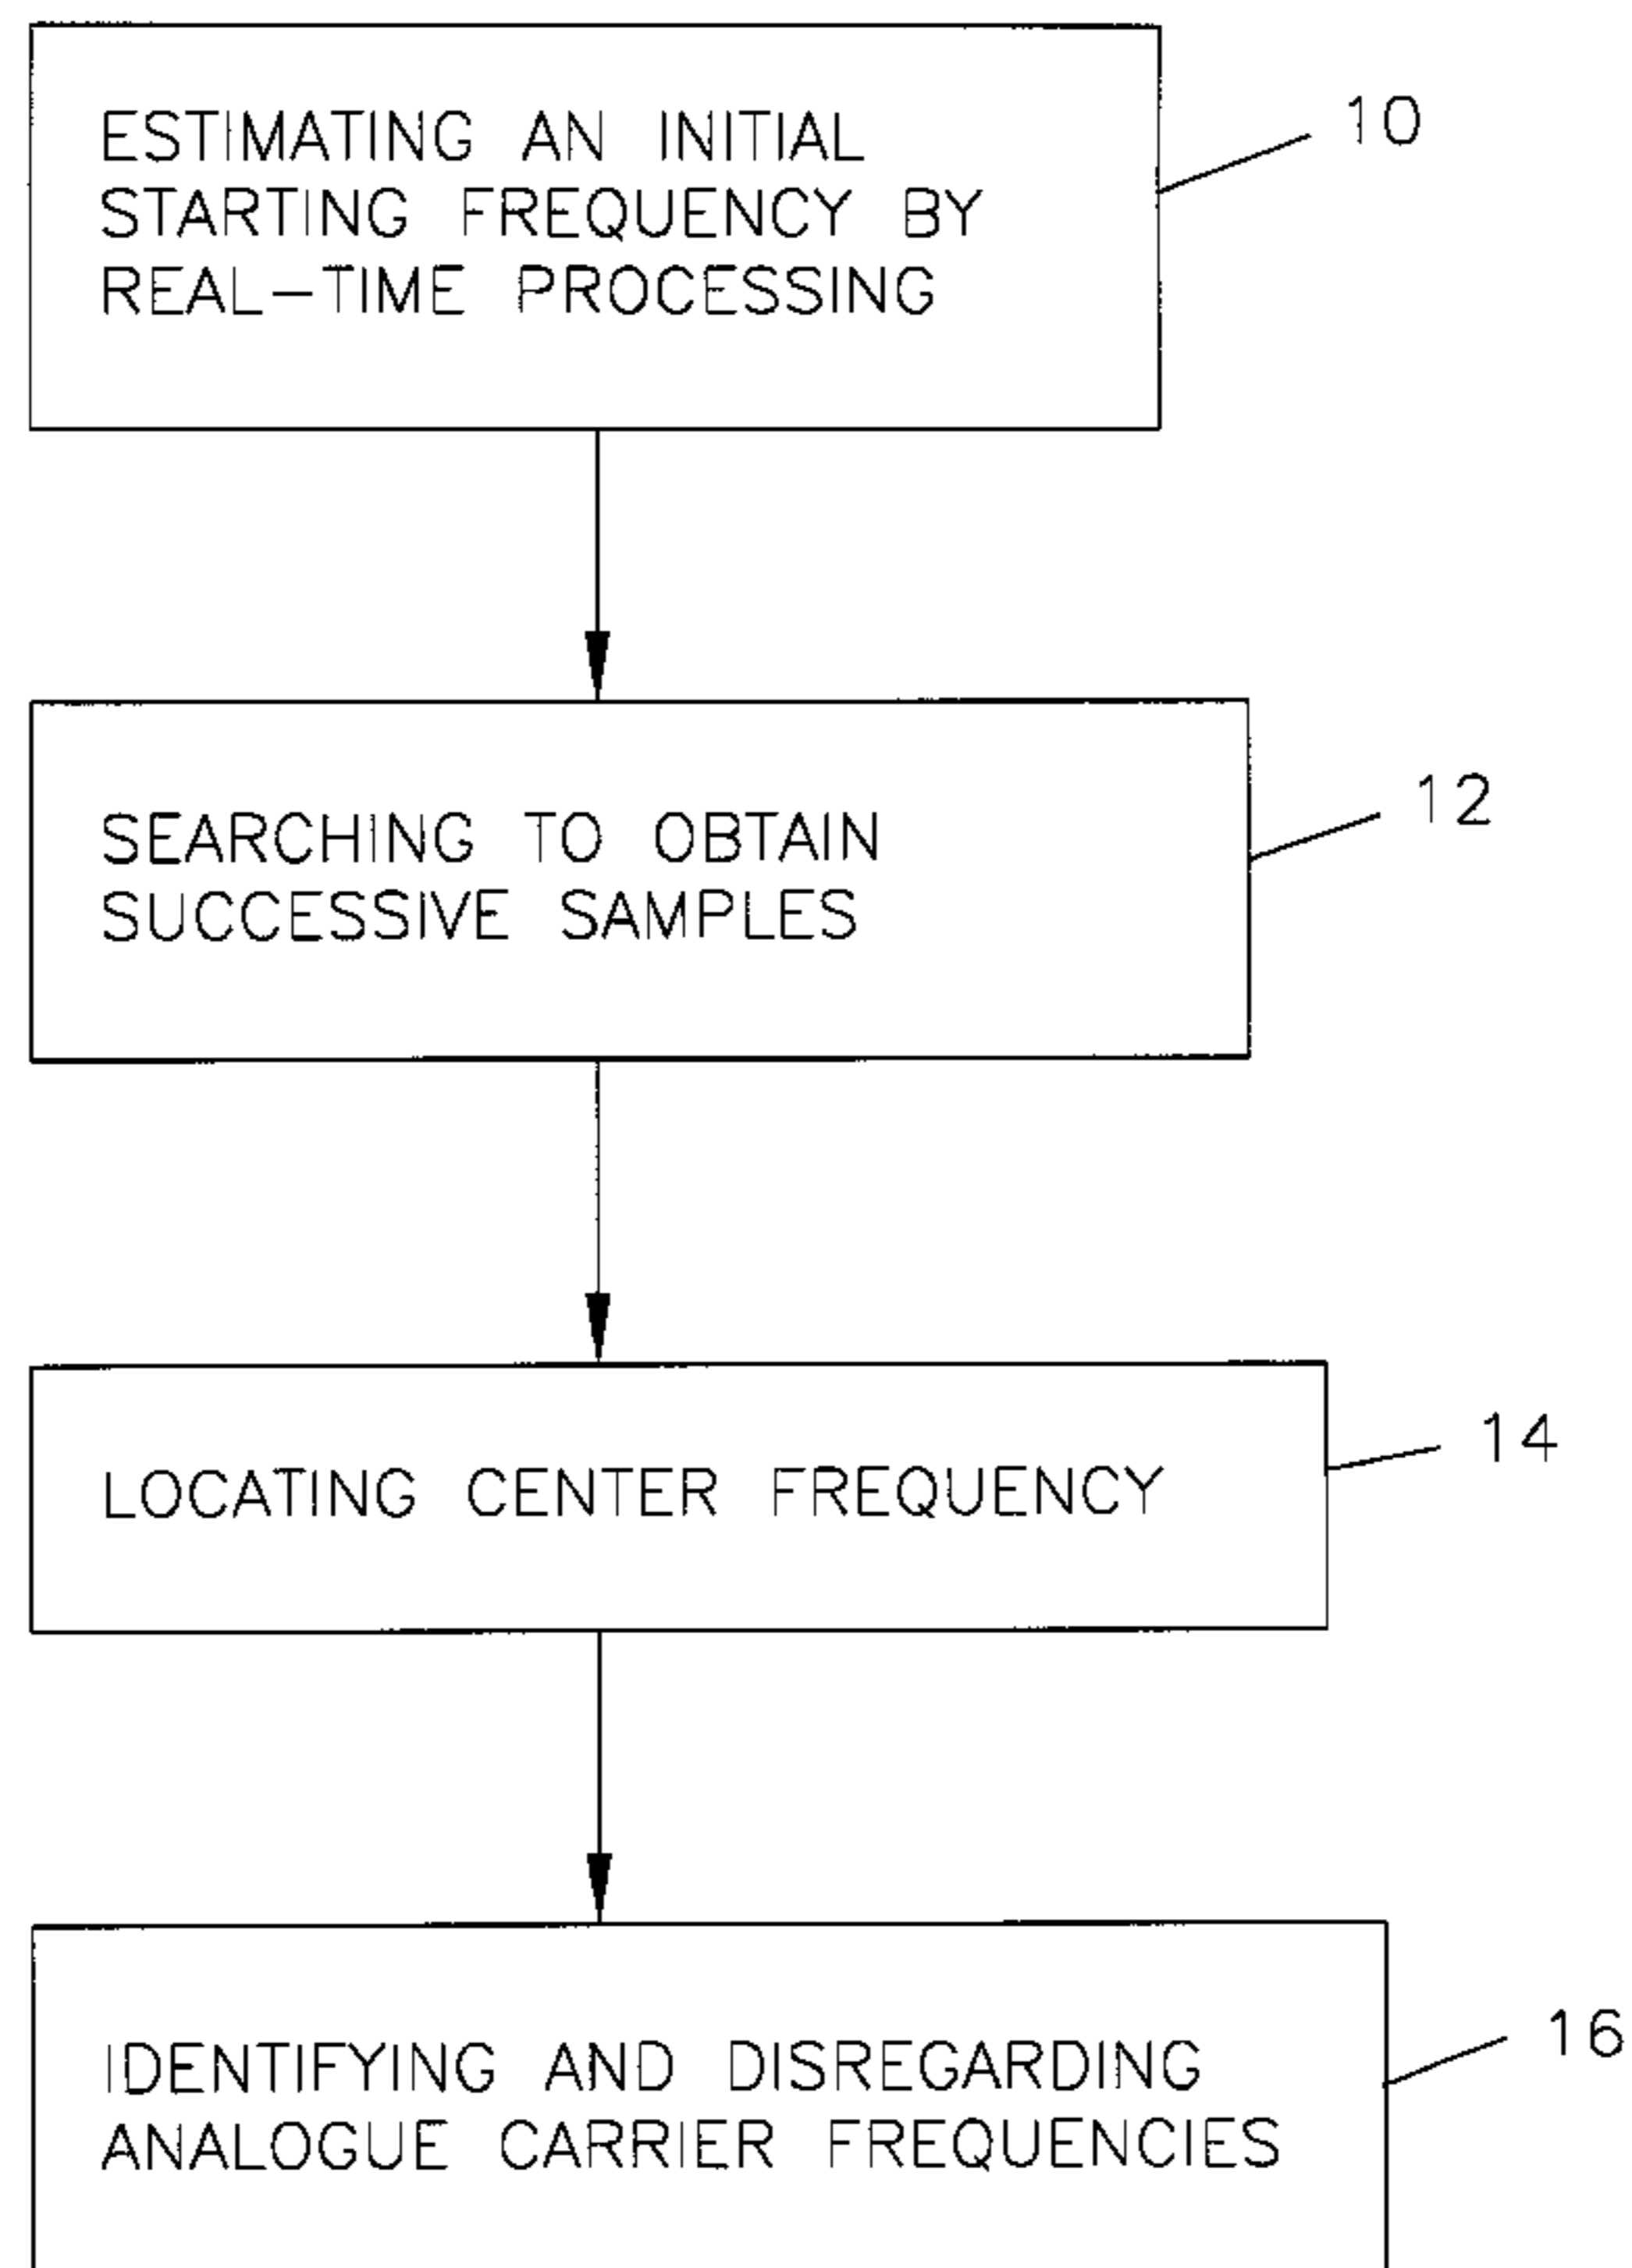 ESTIMATING AN INITIAL
STARTING FREQUENCY BY
REAL-TIME PROCESSING
10
SEARCHING TO OBTAIN
SUCCESSIVE SAMPLES
12
LOCATING CENTER FREQUENCY
14
IDENTIFYING AND DISREGARDING
ANALOGUE CARRIER FREQUENCIES
16